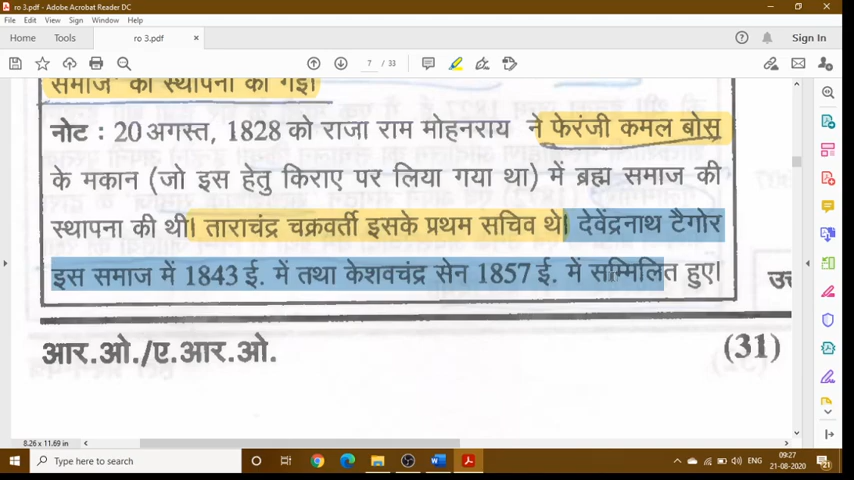 ro 3.pdf - Adobe Acrobat Reader DC
File Edit View Sign Window Help
Home Tools ro 3.pdf × Sign In
7 / 33
समाज' की स्थापना की गई।
नोट : 20 अगस्त, 1828 को राजा राम मोहनराय ने फेरंजी कमल बोस
के मकान (जो इस हेतु किराए पर लिया गया था) में ब्रह्म समाज की
स्थापना की थी। ताराचंद्र चक्रवर्ती इसके प्रथम सचिव थे। देवेंद्रनाथ टैगोर
इस समाज में 1843 ई. में तथा केशवचंद्र सेन 1857 ई. में सम्मिलित हुए।
आर.ओ./ए.आर.ओ. (31)
8.26 x 11.69 in
Type here to search
ENG
09:27
21-08-2020
21